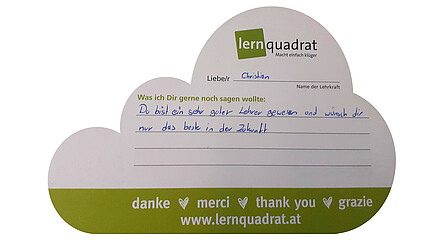 lernquadrat
Macht einfach klüger
Liebe/r Christian
Name der Lehrkraft
Was ich Dir gerne noch sagen wollte:
Du bist ein sehr guter Lehrer gewesen und wünsch dir
nur das beste in der Zukunft
danke merci thank you grazie
www.lernquadrat.at